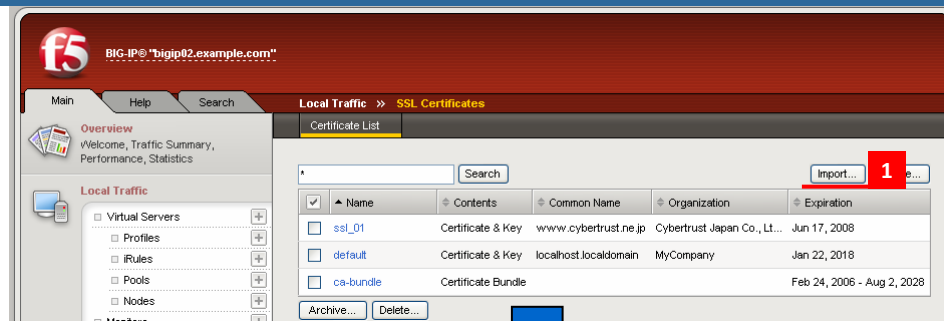 f5
BIG-IP® "bigip02.example.com"
Main Help Search
Local Traffic » SSL Certificates
Certificate List
Overview
Welcome, Traffic Summary,
Performance, Statistics
Local Traffic
Virtual Servers
Profiles
iRules
Pools
Nodes
*
Search
Import...
1
Name Contents Common Name Organization Expiration
ssl_01 Certificate & Key www.cybertrust.ne.jp Cybertrust Japan Co., Lt... Jun 17, 2008
default Certificate & Key localhost.localdomain MyCompany Jan 22, 2018
ca-bundle Certificate Bundle Feb 24, 2006 - Aug 2, 2028
Archive... Delete...